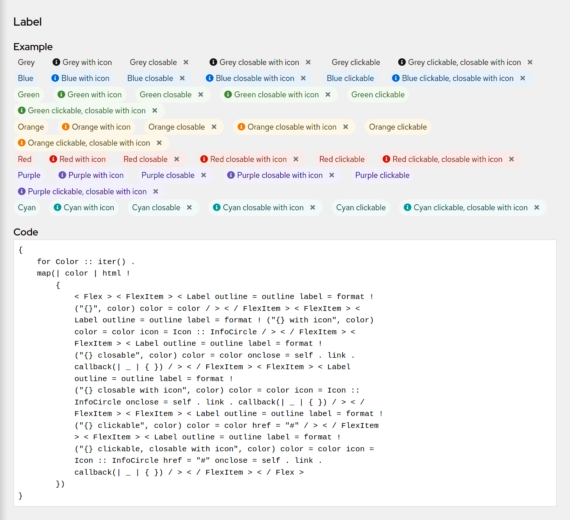 Label
Example
Grey Grey with icon Grey closable × Grey closable with icon × Grey clickable Grey clickable, closable with icon ×
Blue Blue with icon Blue closable × Blue closable with icon × Blue clickable Blue clickable, closable with icon ×
Green Green with icon Green closable × Green closable with icon × Green clickable
Green clickable, closable with icon ×
Orange Orange with icon Orange closable × Orange closable with icon × Orange clickable
Orange clickable, closable with icon ×
Red Red with icon Red closable × Red closable with icon × Red clickable Red clickable, closable with icon ×
Purple Purple with icon Purple closable × Purple closable with icon × Purple clickable
Purple clickable, closable with icon ×
Cyan Cyan with icon Cyan closable × Cyan closable with icon × Cyan clickable Cyan clickable, closable with icon ×
Code
{
for Color :: iter() .
map(| color | html !
{
< Flex > < FlexItem > < Label outline = outline label = format !
("{}", color) color = color / > < / FlexItem > < FlexItem > <
Label outline = outline label = format ! ("{} with icon", color)
color = color icon = Icon :: InfoCircle / > < / FlexItem > <
FlexItem > < Label outline = outline label = format !
("{} closable", color) color = color onclose = self . link .
callback(| _ | { }) / > < / FlexItem > < FlexItem > < Label
outline = outline label = format !
("{} closable with icon", color) color = color icon = Icon ::
InfoCircle onclose = self . link . callback(| _ | { }) / > < /
FlexItem > < FlexItem > < Label outline = outline label = format !
("{} clickable", color) color = color href = "#" / > < / FlexItem
> < FlexItem > < Label outline = outline label = format !
("{} clickable, closable with icon", color) color = color icon =
Icon :: InfoCircle href = "#" onclose = self . link .
callback(| _ | { }) / > < / FlexItem > < / Flex >
})
}